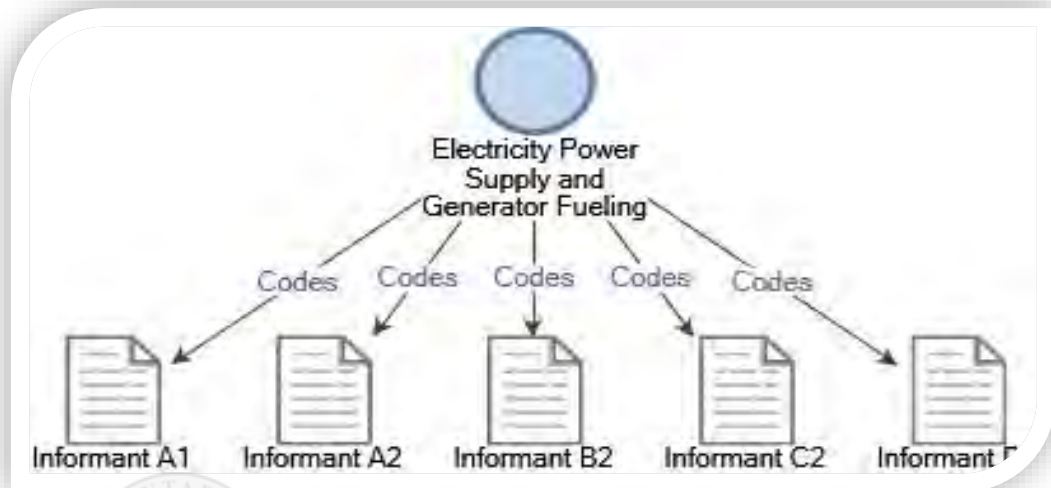 Electricity Power
Supply and
Generator Fueling
Codes Codes Codes Codes Codes
Informant A1 Informant A2 Informant B2 Informant C2 Informant